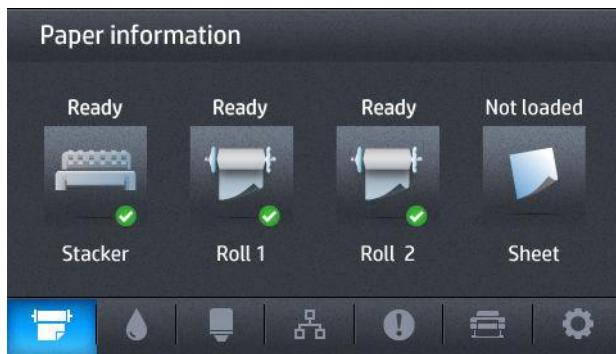 Paper information
Ready Ready Ready Not loaded
Stacker Roll 1 Roll 2 Sheet